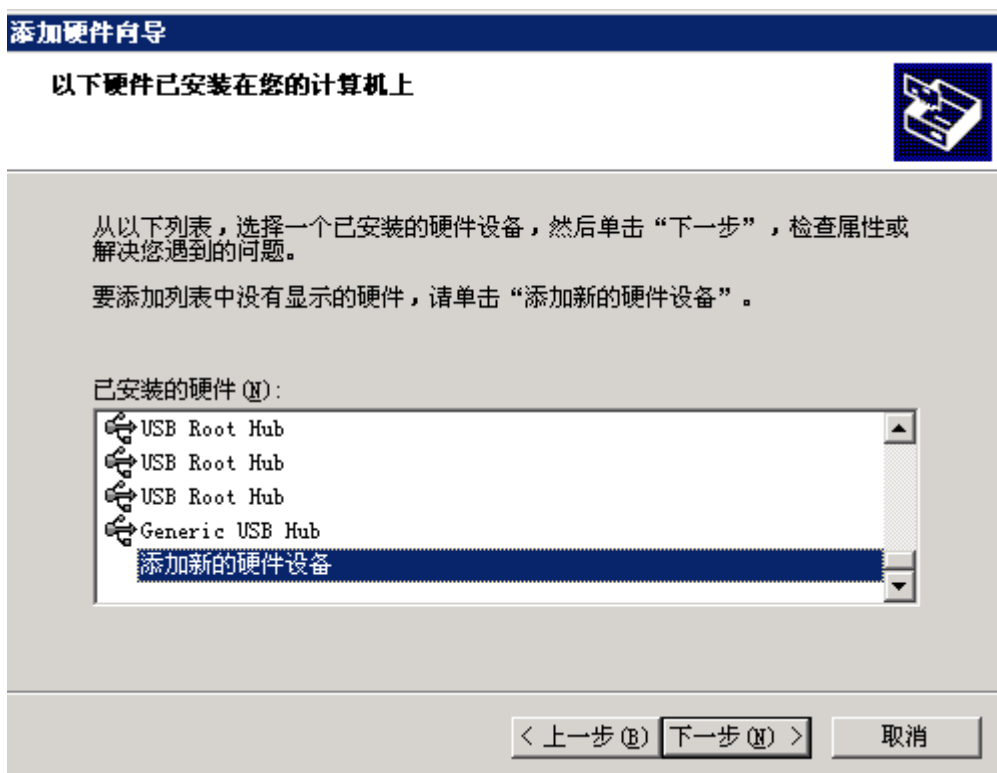 添加硬件向导
以下硬件已安装在您的计算机上
从以下列表，选择一个已安装的硬件设备，然后单击“下一步”，检查属性或
解决您遇到的问题。
要添加列表中没有显示的硬件，请单击“添加新的硬件设备”。
已安装的硬件(N):
USB Root Hub
USB Root Hub
USB Root Hub
Generic USB Hub
添加新的硬件设备
< 上一步(B) 下一步(N) > 取消